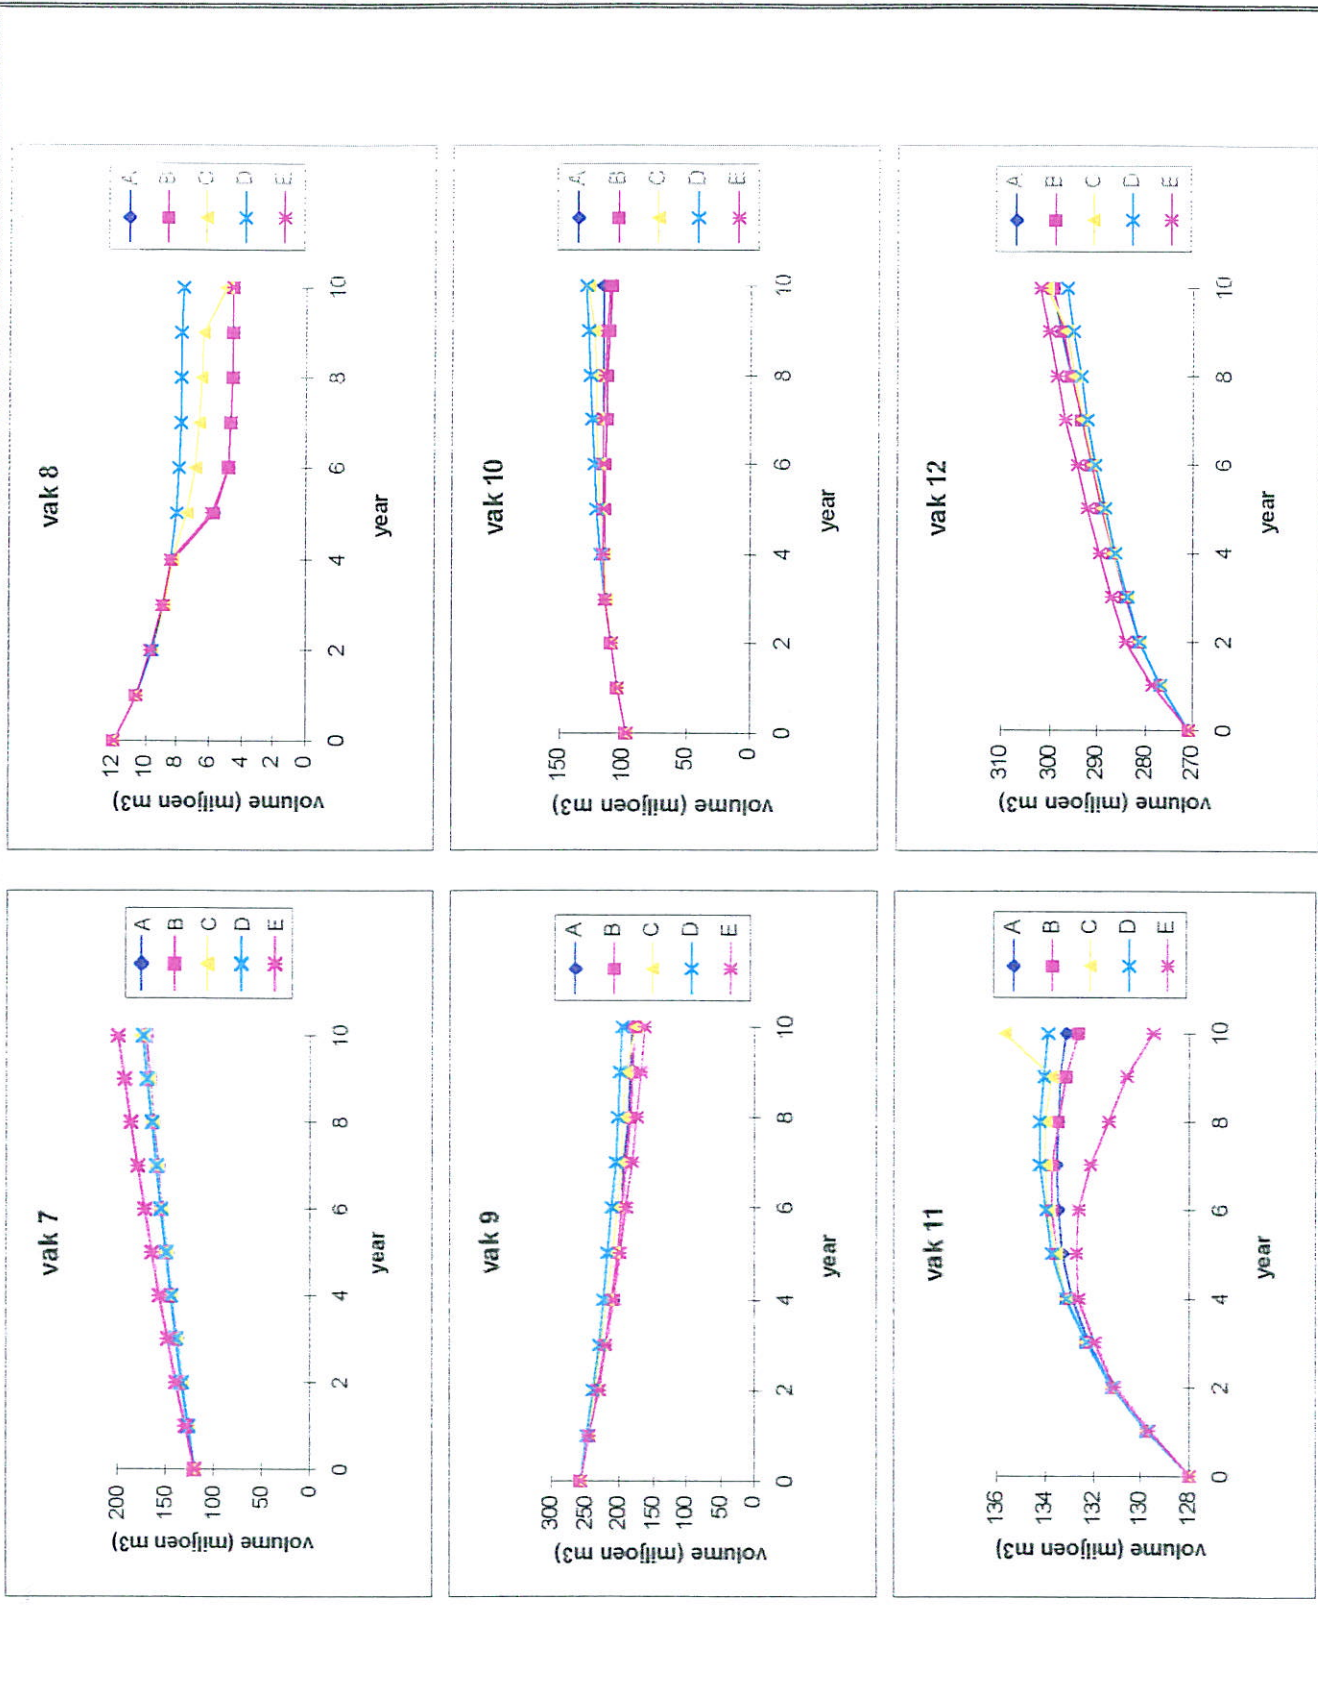 vak 7
volume (miljoen m3)
200
150
100
50
0
0 2 4 6 8 10
year
A
B
C
D
E
vak 8
volume (miljoen m3)
12
10
8
6
4
2
0
0 2 4 6 8 10
year
A
B
C
D
E
vak 9
volume (miljoen m3)
300
250
200
150
100
50
0
0 2 4 6 8 10
year
A
B
C
D
E
vak 10
volume (miljoen m3)
150
100
50
0
0 2 4 6 8 10
year
A
B
C
D
E
vak 11
volume (miljoen m3)
136
134
132
130
128
0 2 4 6 8 10
year
A
B
C
D
E
vak 12
volume (miljoen m3)
310
300
290
280
270
0 2 4 6 8 10
year
A
B
C
D
E